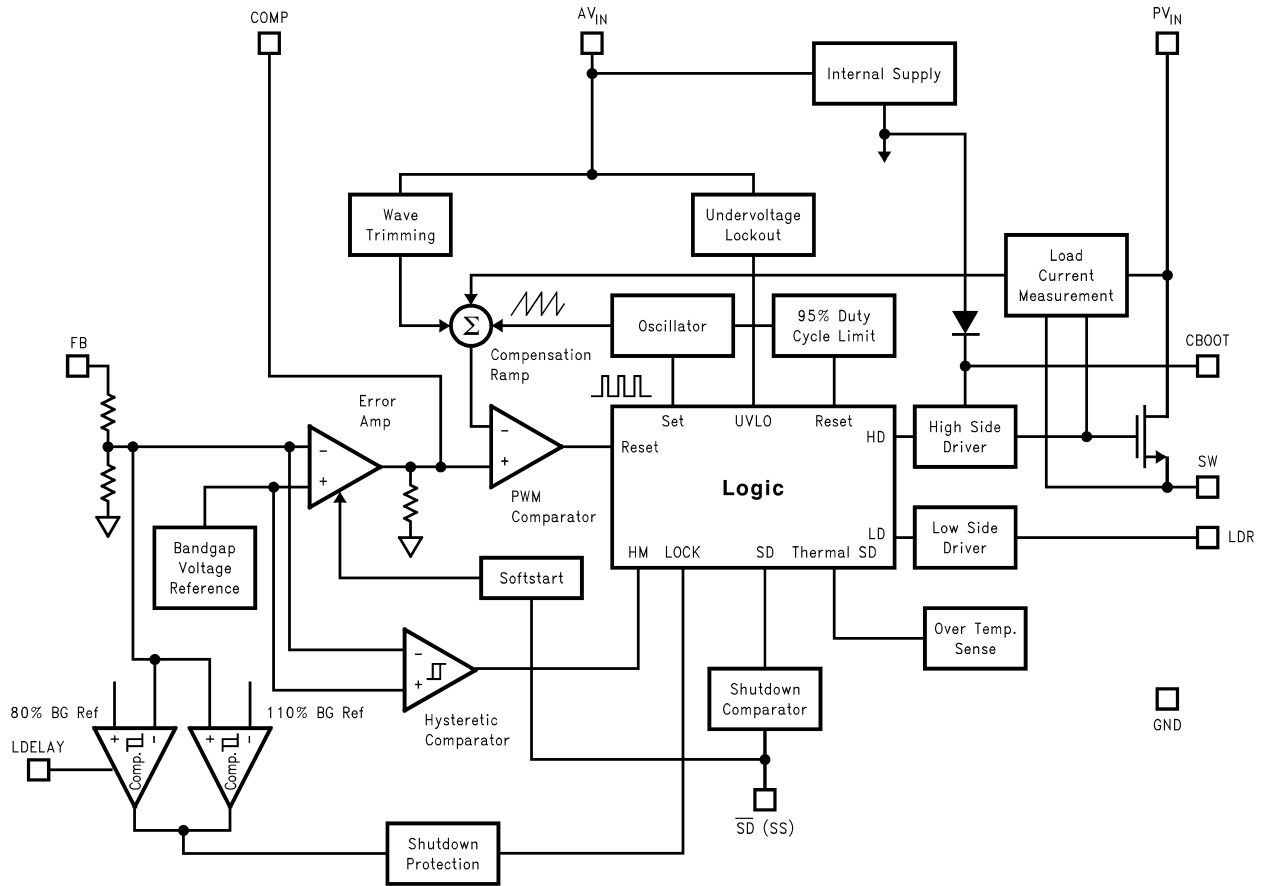 COMP
AVIN
PVIN
Internal Supply
Wave
Trimming
Undervoltage
Lockout
Load
Current
Measurement
Σ
Oscillator
95% Duty
Cycle Limit
Compensation
Ramp
CBOOT
FB
Error
Amp
-
+
-
+
PWM
Comparator
Set
UVLO
Reset
Reset
HD
Logic
LD
HM
LOCK
SD
Thermal SD
High Side
Driver
SW
Low Side
Driver
LDR
Bandgap
Voltage
Reference
Softstart
Over Temp.
Sense
-
+
Hysteretic
Comparator
Shutdown
Comparator
GND
80% BG Ref
110% BG Ref
LDELAY
+
-
Comp.
+
-
Comp.
S̅D̅ (SS)
Shutdown
Protection